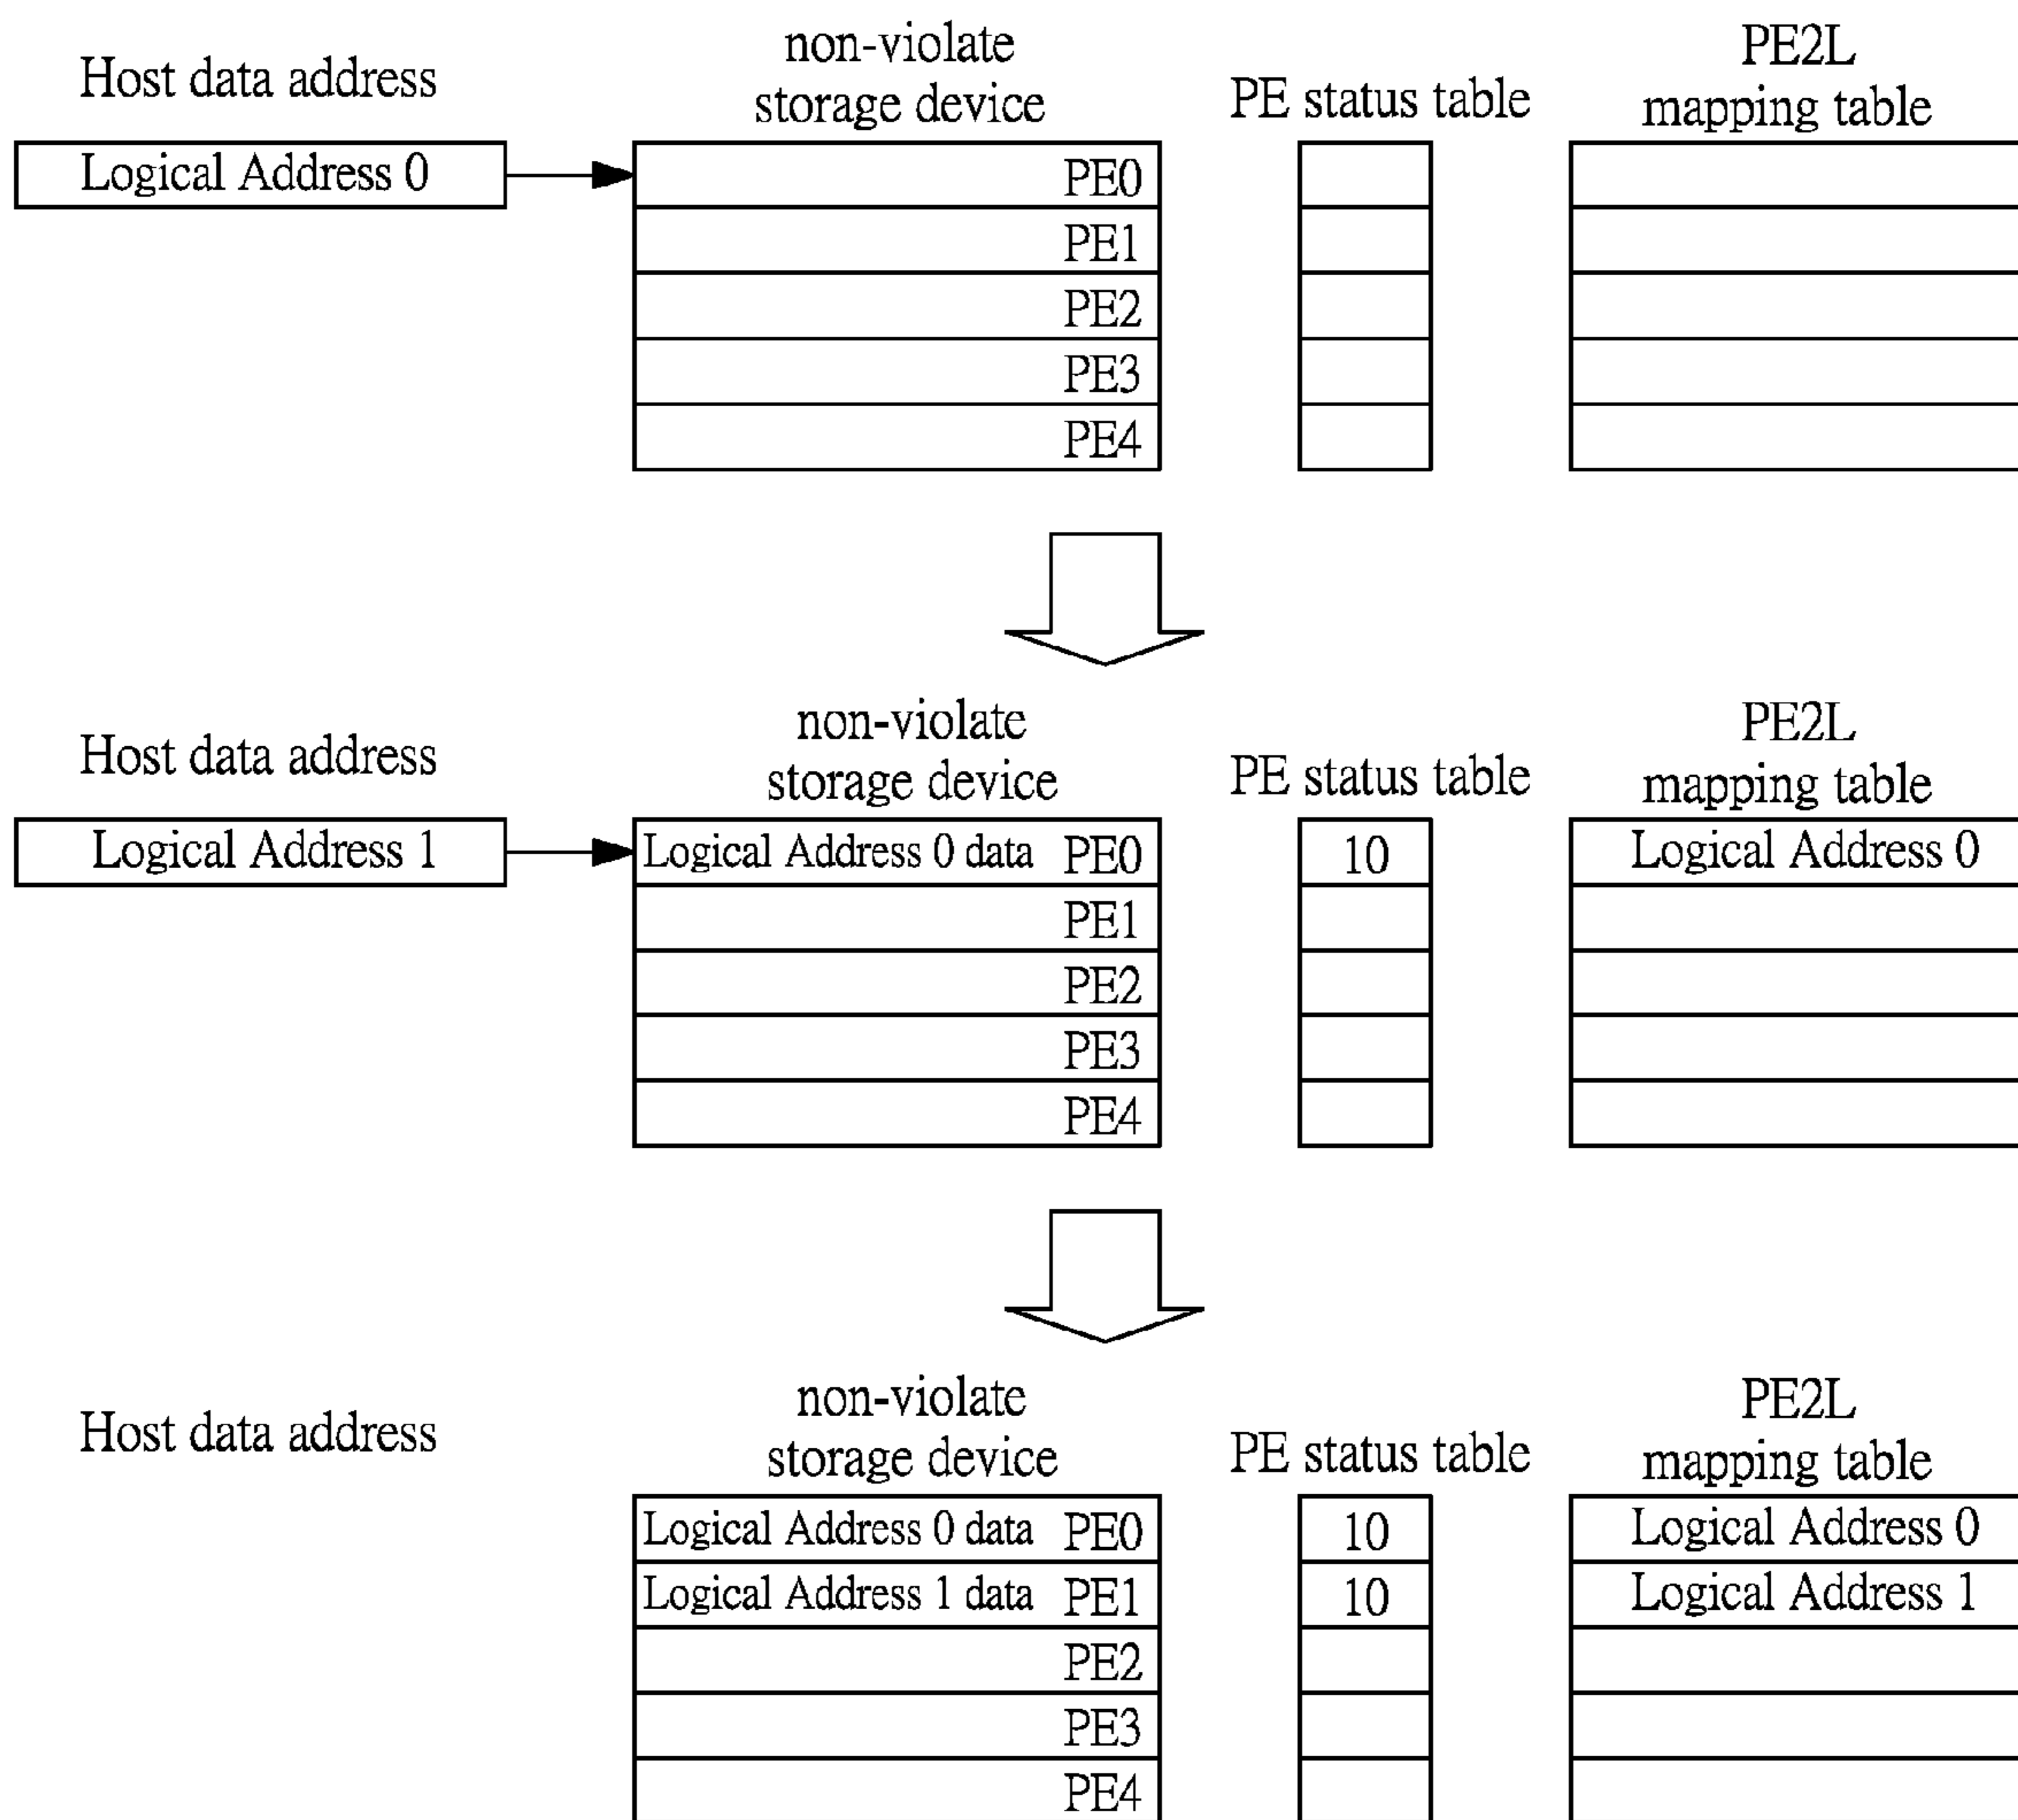 Host data address
non-violate
storage device
PE status table
PE2L
mapping table
Logical Address 0
PE0
PE1
PE2
PE3
PE4
Host data address
non-violate
storage device
PE status table
PE2L
mapping table
Logical Address 1
Logical Address 0 data PE0
10
Logical Address 0
PE1
PE2
PE3
PE4
Host data address
non-violate
storage device
PE status table
PE2L
mapping table
Logical Address 0 data PE0
10
Logical Address 0
Logical Address 1 data PE1
10
Logical Address 1
PE2
PE3
PE4